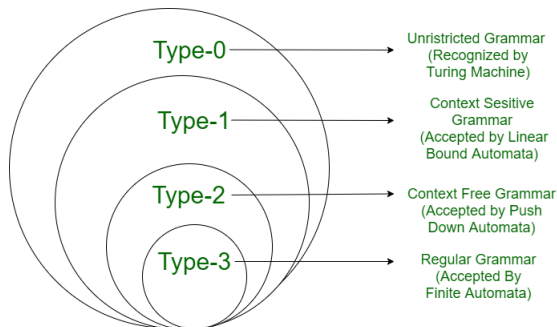 Type-0
Unristricted Grammar
(Recognized by
Turing Machine)
Type-1
Context Sesitive
Grammar
(Accepted by Linear
Bound Automata)
Type-2
Context Free Grammar
(Accepted by Push
Down Automata)
Type-3
Regular Grammar
(Accepted By
Finite Automata)